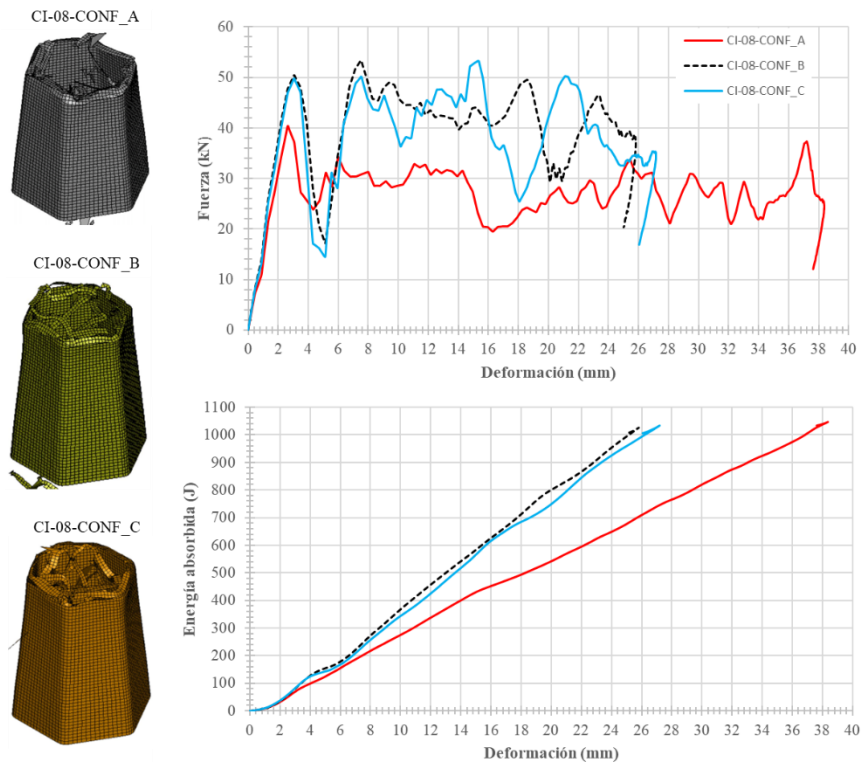 CI-08-CONF_A
CI-08-CONF_B
CI-08-CONF_C
60
50
40
30
20
10
0
Fuerza (kN)
CI-08-CONF_A
CI-08-CONF_B
CI-08-CONF_C
0 2 4 6 8 10 12 14 16 18 20 22 24 26 28 30 32 34 36 38 40
Deformación (mm)
1100
1000
900
800
700
600
500
400
300
200
100
0
Energía absorbida (J)
0 2 4 6 8 10 12 14 16 18 20 22 24 26 28 30 32 34 36 38 40
Deformación (mm)